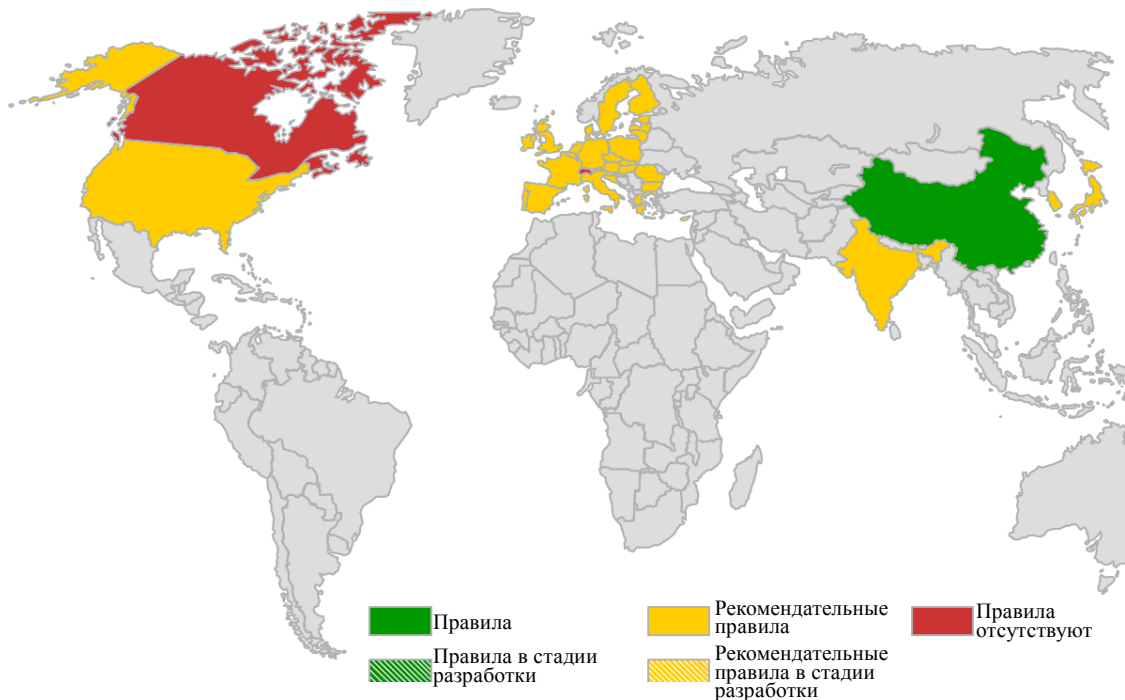 Правила
Рекомендательные
правила
Правила
отсутствуют
Правила в стадии
разработки
Рекомендательные
правила в стадии
разработки